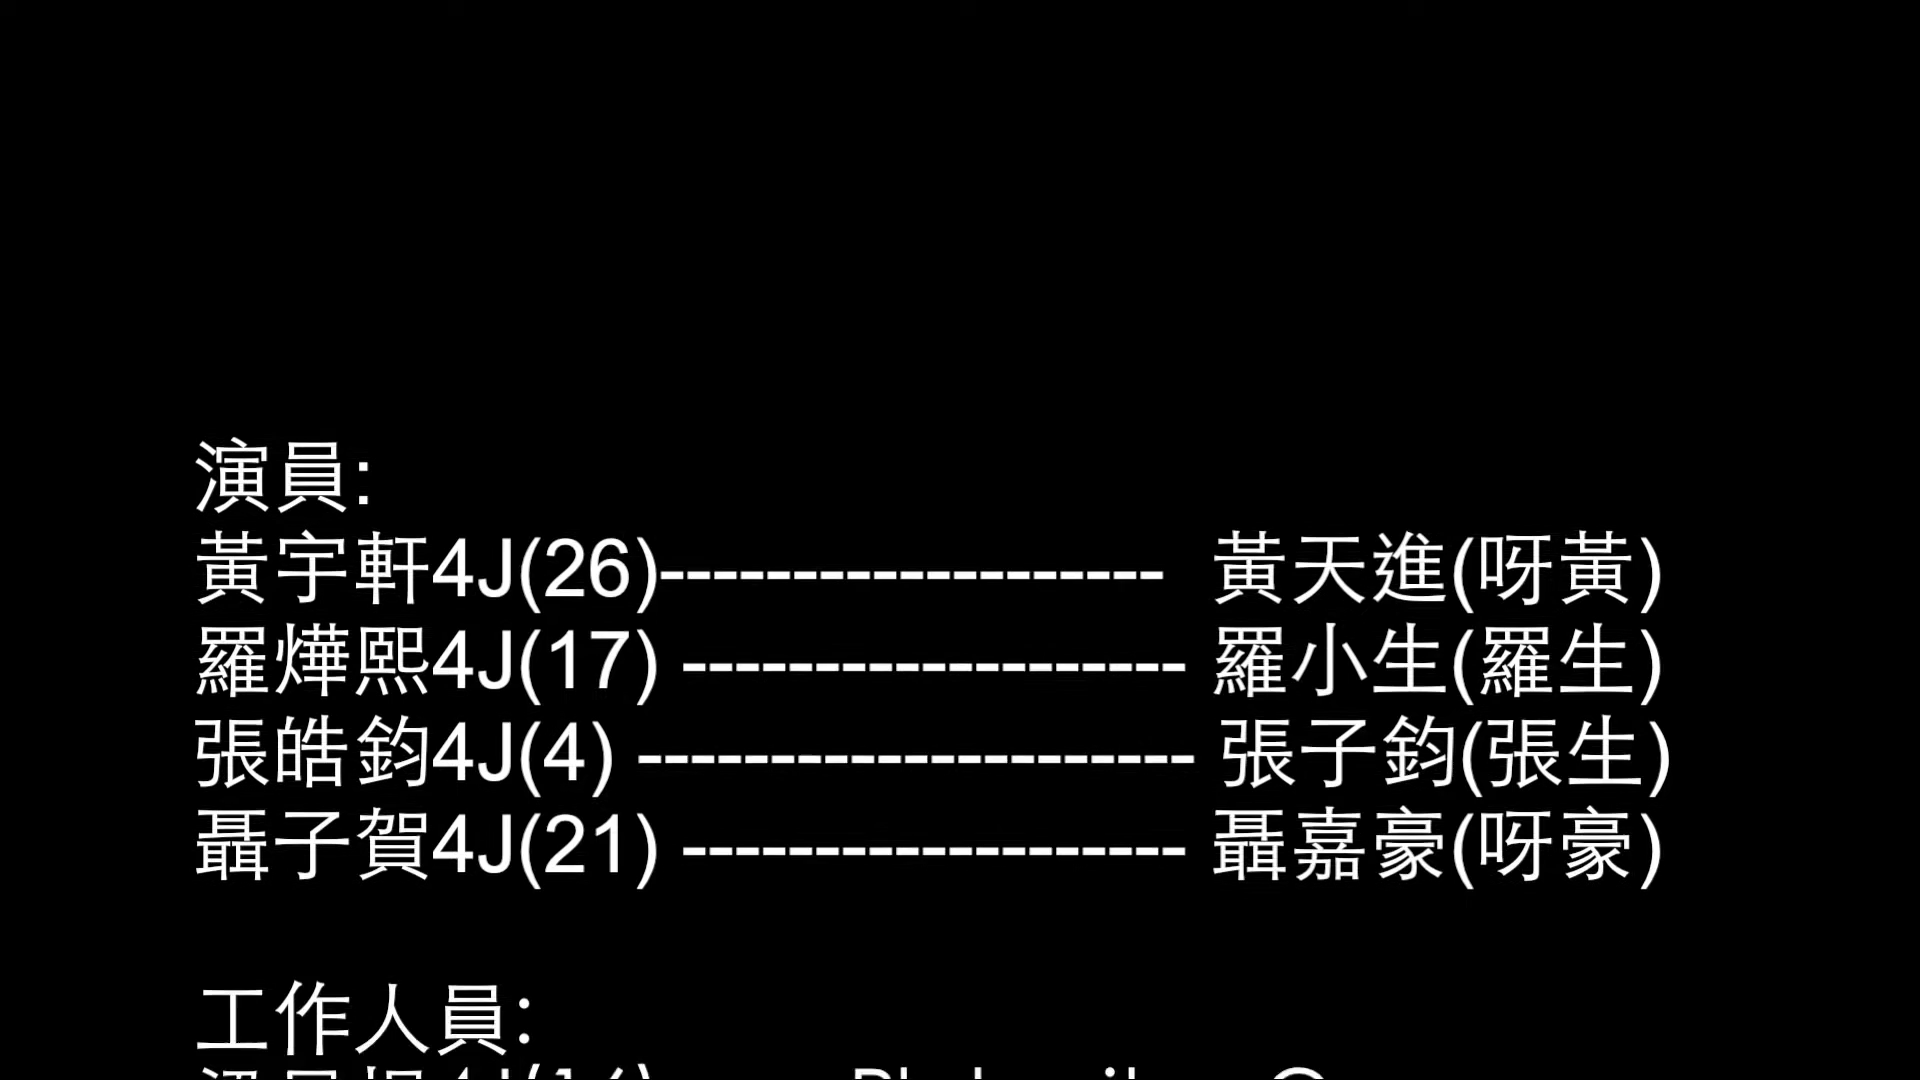 演員:
黃宇軒4J(26)------------------- 黃天進(呀黃)
羅燁熙4J(17) ------------------- 羅小生(羅生)
張皓鈞4J(4) --------------------- 張子鈞(張生)
聶子賀4J(21) ------------------- 聶嘉豪(呀豪)
工作人員: